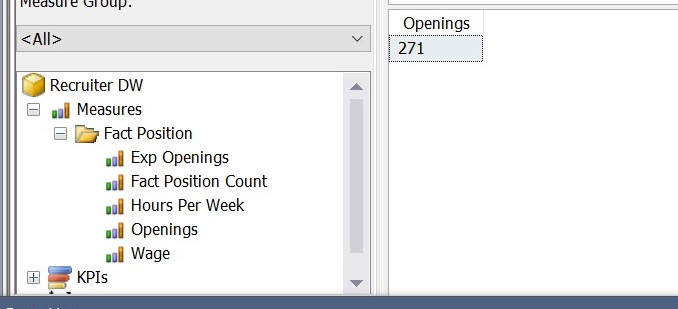 Measure Group:
<All>
Recruiter DW
Measures
Fact Position
Exp Openings
Fact Position Count
Hours Per Week
Openings
Wage
KPIs
Openings
271